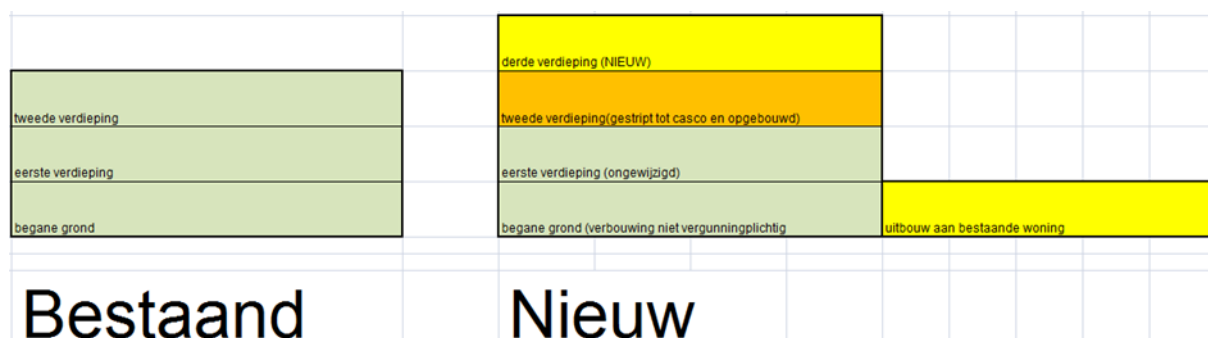 derde verdieping (NIEUW)
tweede verdieping
tweede verdieping(gestript tot casco en opgebouwd)
eerste verdieping
eerste verdieping (ongewijzigd)
begane grond
begane grond (verbouwing niet vergunningplichtig
uitbouw aan bestaande woning
Bestaand
Nieuw